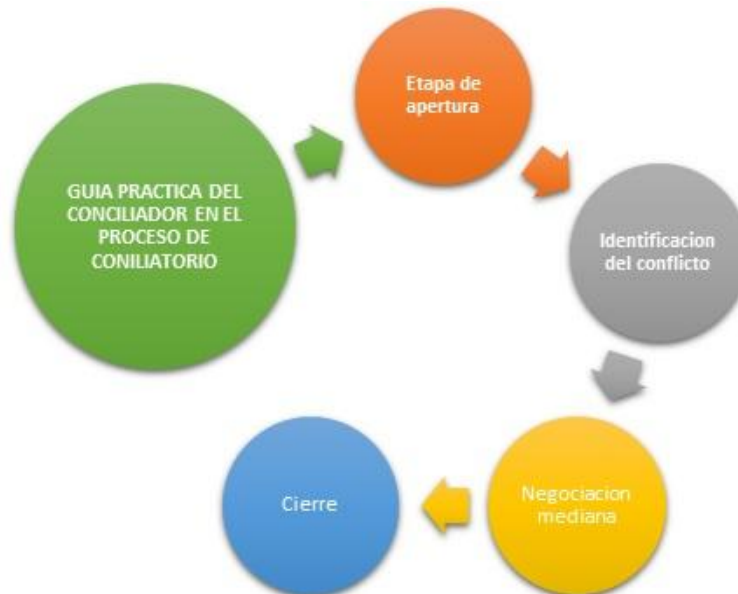 GUIA PRACTICA DEL
CONCILIADOR EN EL
PROCESO DE
CONILIATORIO
Etapa de
apertura
Identificacion
del conflicto
Negociacion
mediana
Cierre